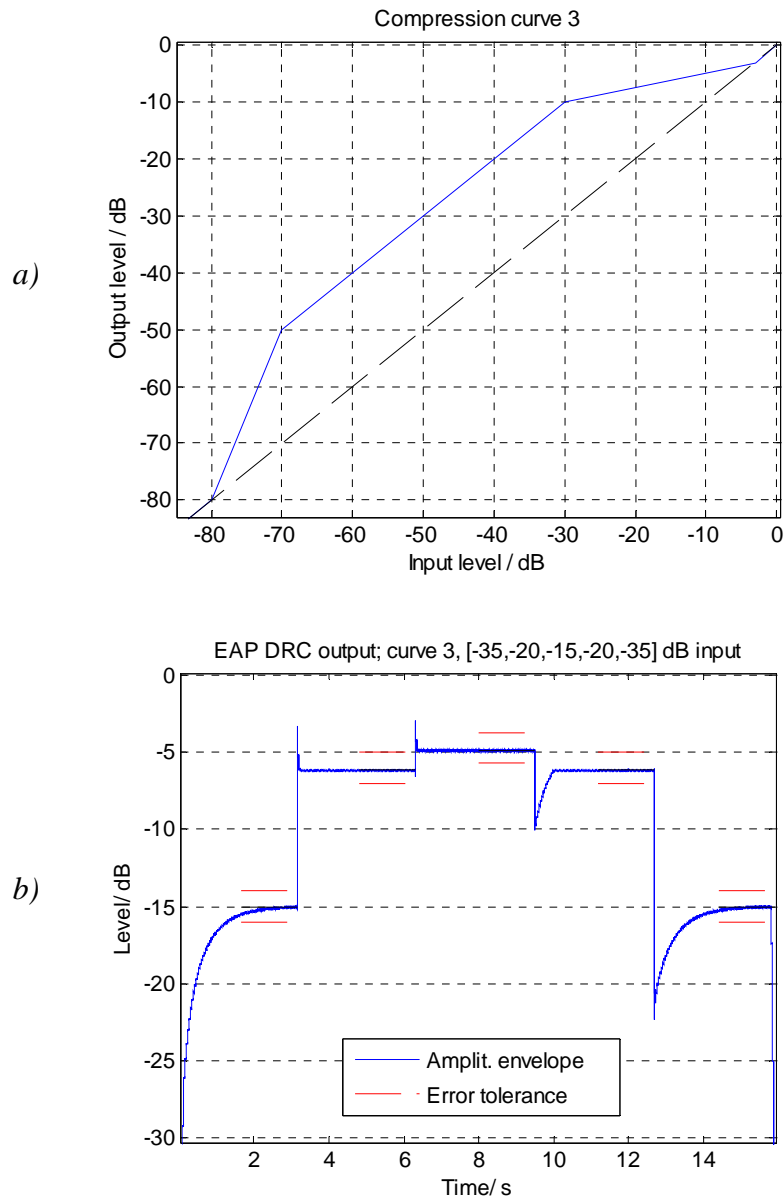 Compression curve 3
0
-10
-20
-30
-40
-50
-60
-70
-80
Output level / dB
-80 -70 -60 -50 -40 -30 -20 -10 0
Input level / dB
a)
EAP DRC output; curve 3, [-35,-20,-15,-20,-35] dB input
0
-5
-10
-15
-20
-25
-30
Level/ dB
Amplit. envelope
Error tolerance
2 4 6 8 10 12 14
Time/ s
b)